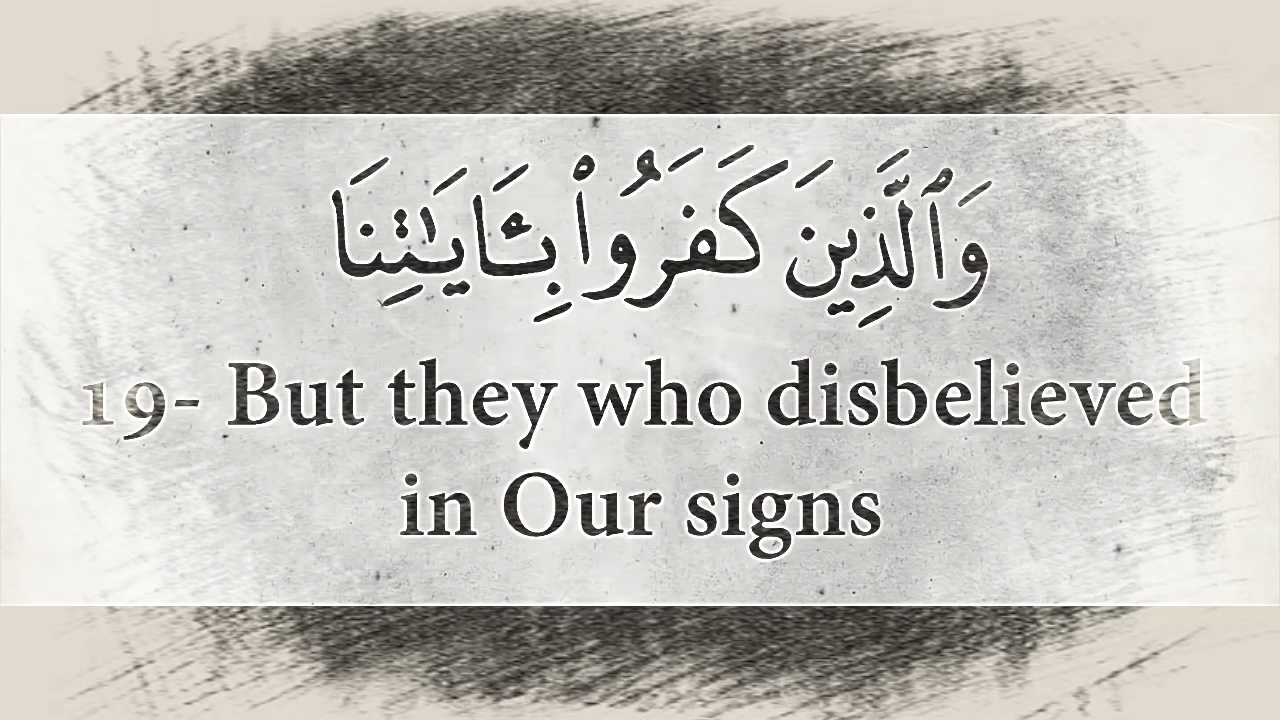 وَٱلَّذِينَ كَفَرُوا۟ بِـَٔايَـٰتِنَا
19- But they who disbelieved
in Our signs